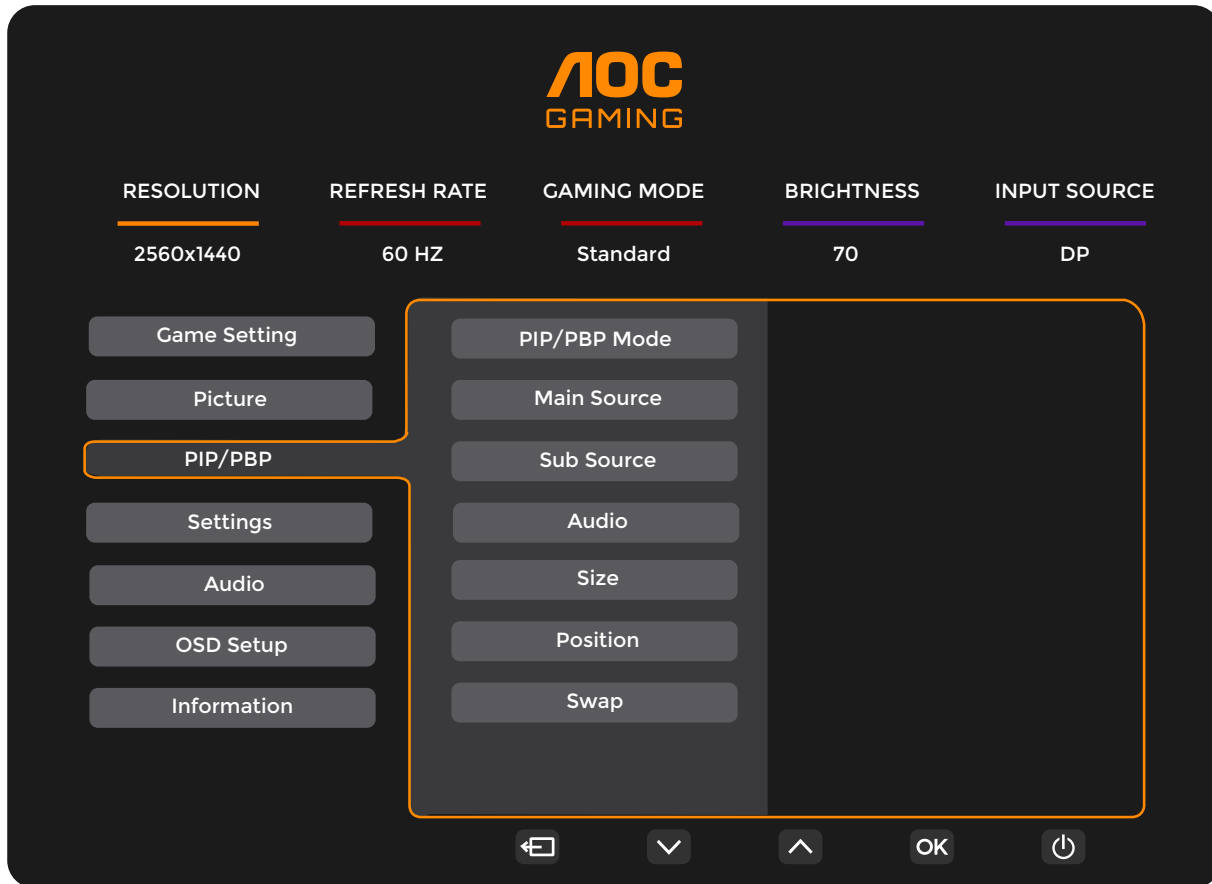 AOC
GAMING
RESOLUTION REFRESH RATE GAMING MODE BRIGHTNESS INPUT SOURCE
2560x1440 60 HZ Standard 70 DP
Game Setting PIP/PBP Mode
Picture Main Source
PIP/PBP Sub Source
Settings Audio
Audio Size
OSD Setup Position
Information Swap
OK